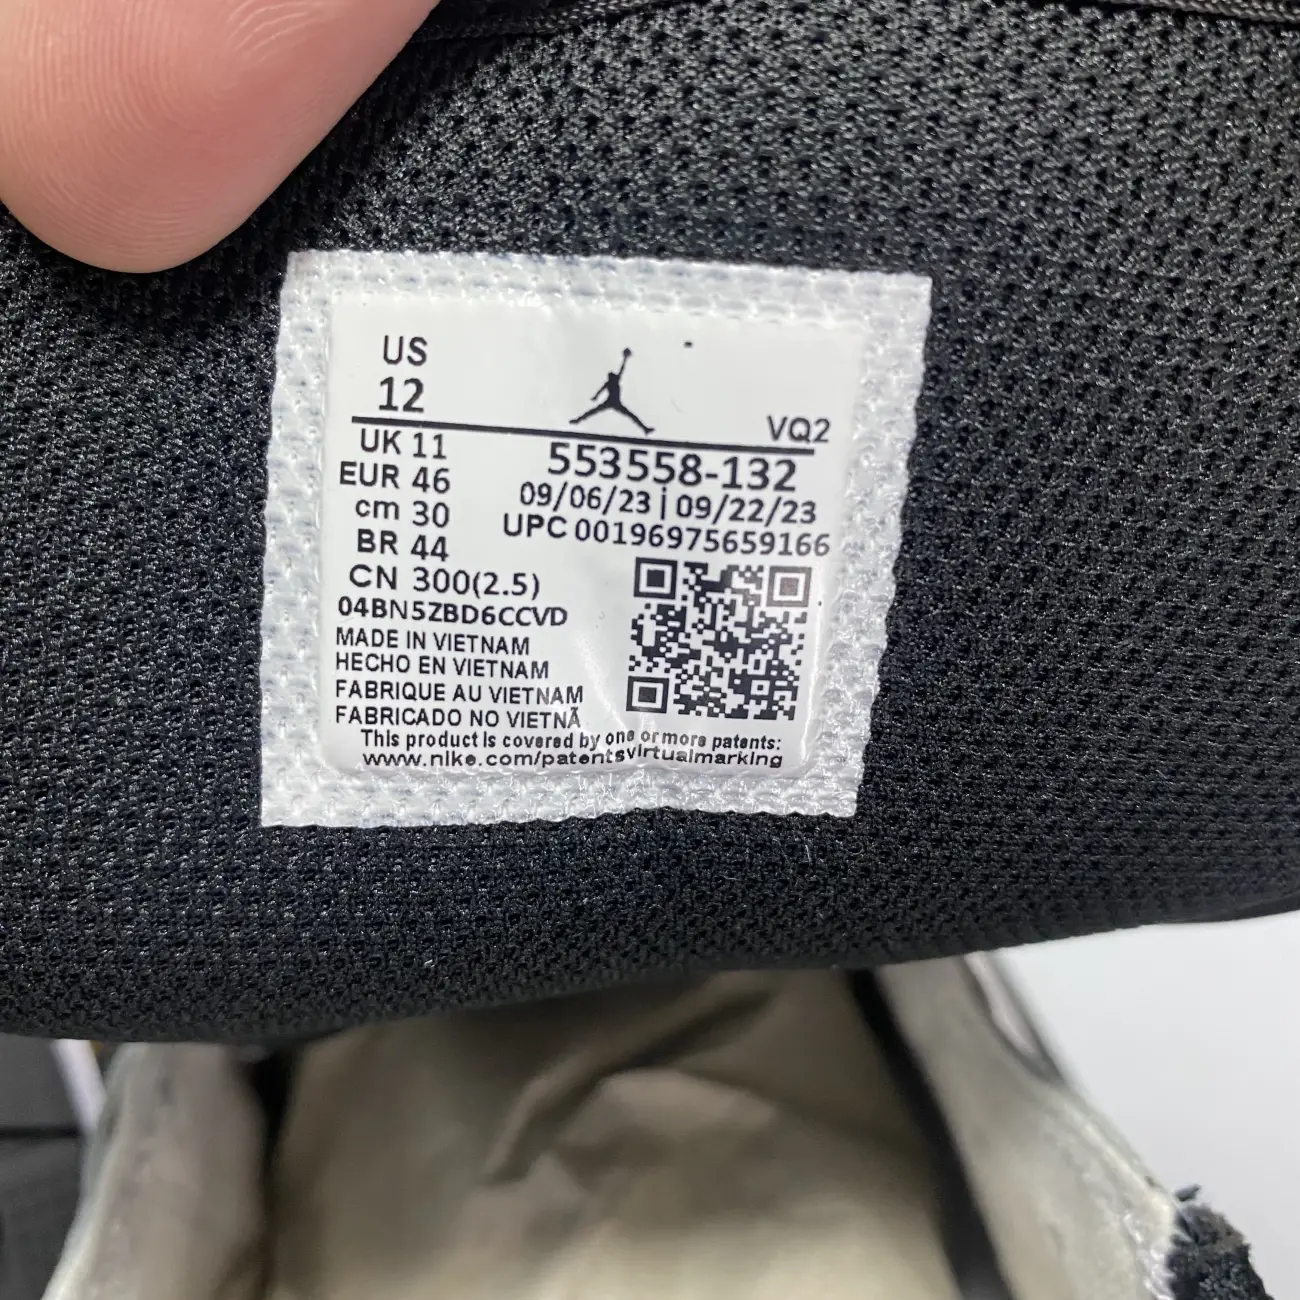 US
12
VQ2
UK 11
553558-132
EUR 46
09/06/23 | 09/22/23
cm 30
UPC 00196975659166
BR 44
CN 300(2.5)
04BN5ZBD6CCVD
MADE IN VIETNAM
HECHO EN VIETNAM
FABRIQUE AU VIETNAM
FABRICADO NO VIETNÃ
This product is covered by one or more patents:
www.nike.com/patentsvirtualmarking